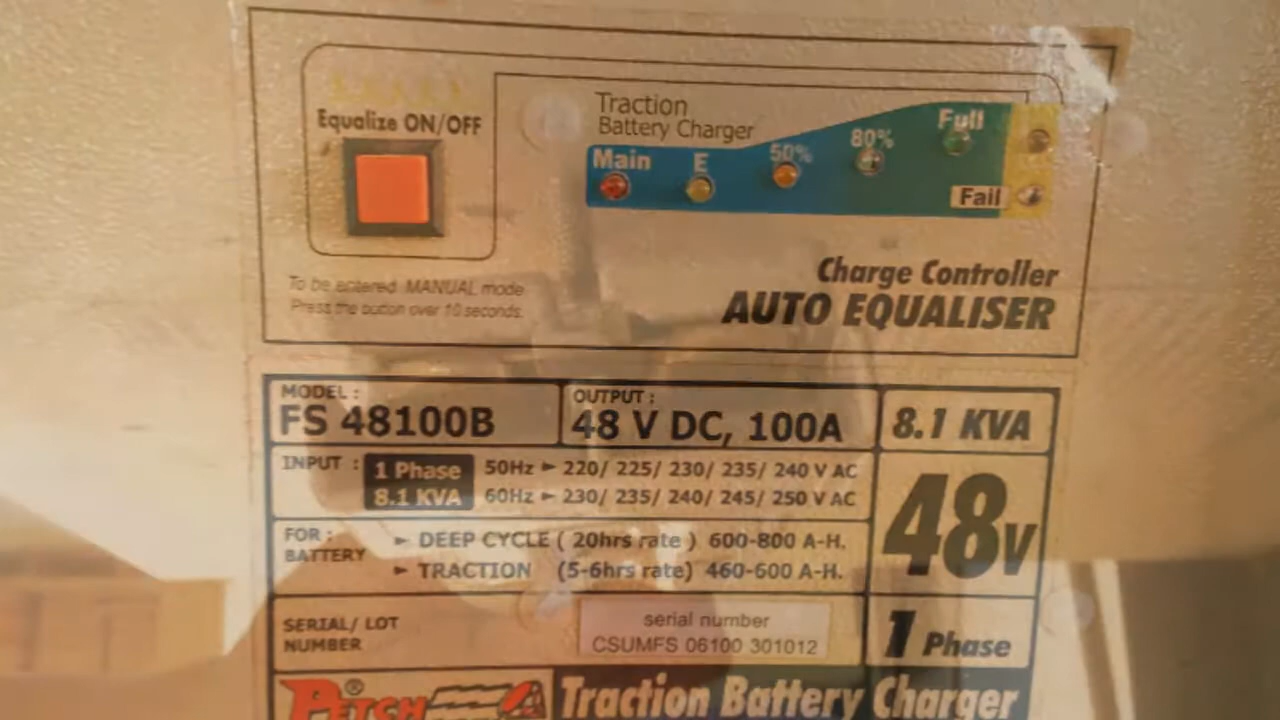 Equalize ON/OFF
Traction
Battery Charger
Main E 50% 80% Full
Fail
To be entered MANUAL mode
Press the button over 10 seconds.
Charge Controller
AUTO EQUALISER
MODEL :
FS 48100B
OUTPUT :
48 V DC, 100A
8.1 KVA
INPUT : 1 Phase 50Hz ► 220/ 225/ 230/ 235/ 240 V AC
8.1 KVA 60Hz ► 230/ 235/ 240/ 245/ 250 V AC
48V
FOR :
BATTERY
► DEEP CYCLE ( 20hrs rate ) 600-800 A-H.
► TRACTION (5-6hrs rate) 460-600 A-H.
SERIAL/ LOT
NUMBER
serial number
CSUMFS 06100 301012
1 Phase
PETCH® Traction Battery Charger